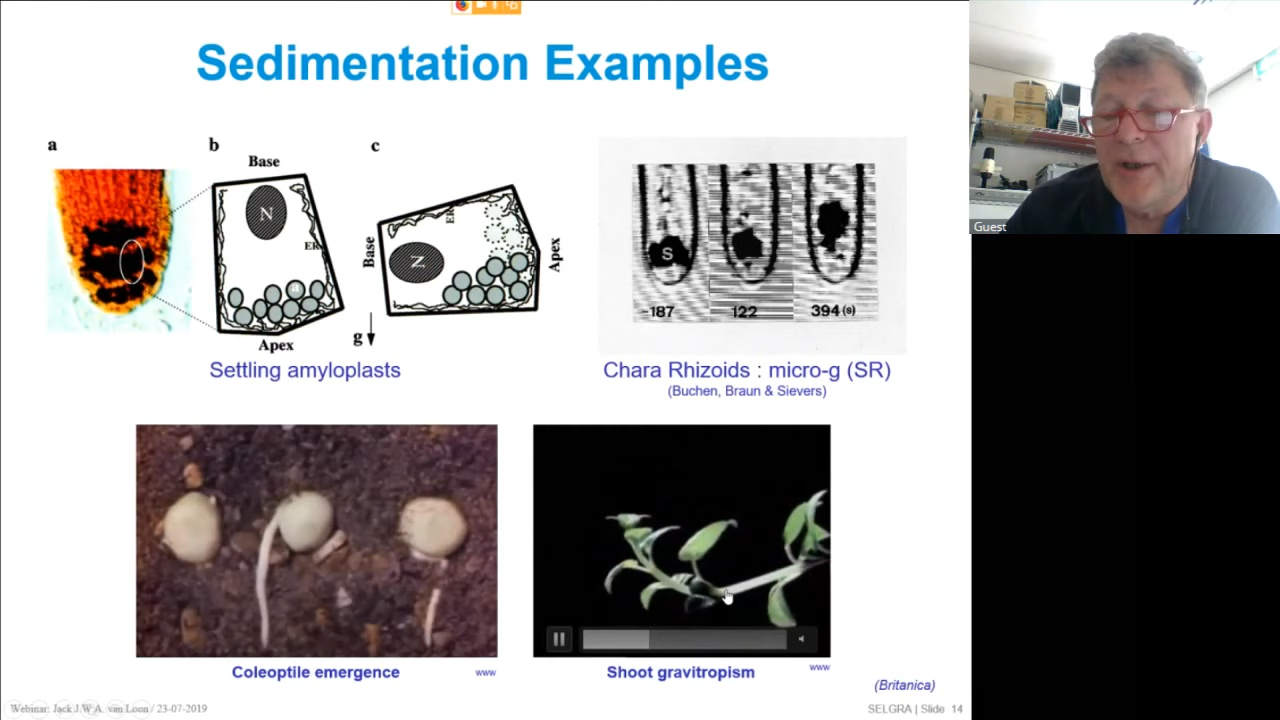 Sedimentation Examples
a
b
c
Base
N
ER
a
Apex
Base
N
ER
Apex
g
Settling amyloplasts
S
-187
122
394 (s)
Chara Rhizoids : micro-g (SR)
(Buchen, Braun & Sievers)
Coleoptile emergence
www
Shoot gravitropism
www
(Britanica)
Webinar: Jack J.W.A. van Loon / 23-07-2019
SELGRA | Slide 14
Guest